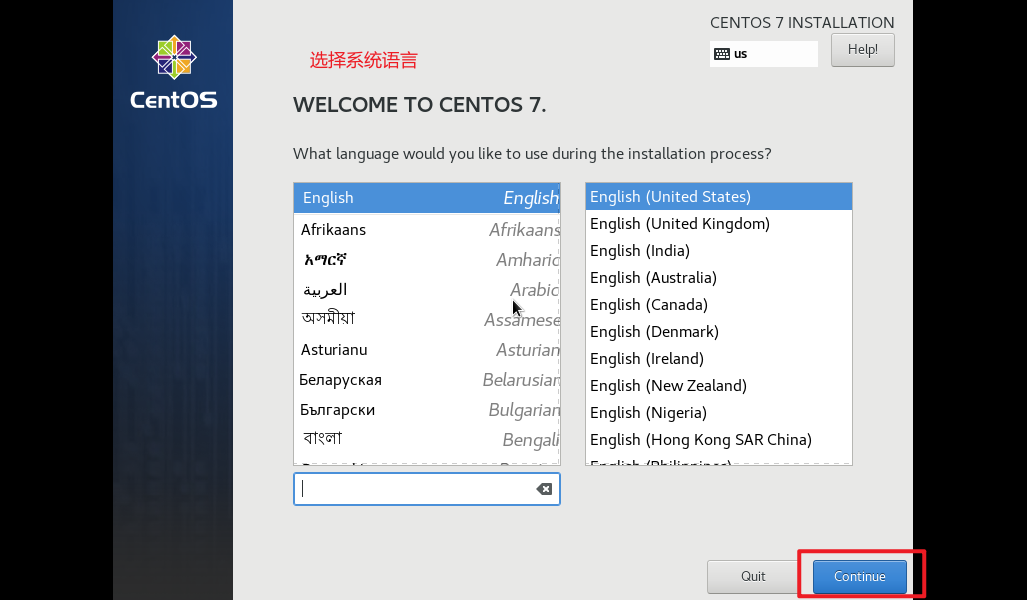 CENTOS 7 INSTALLATION
选择系统语言
us
Help!
CentOS
WELCOME TO CENTOS 7.
What language would you like to use during the installation process?
English English
Afrikaans Afrikaans
አማርኛ Amharic
العربية Arabic
অসমীয়া Assamese
Asturianu Asturian
Беларуская Belarusian
Български Bulgarian
বাংলা Bengali
English (United States)
English (United Kingdom)
English (India)
English (Australia)
English (Canada)
English (Denmark)
English (Ireland)
English (New Zealand)
English (Nigeria)
English (Hong Kong SAR China)
English (Philippines)
Quit
Continue